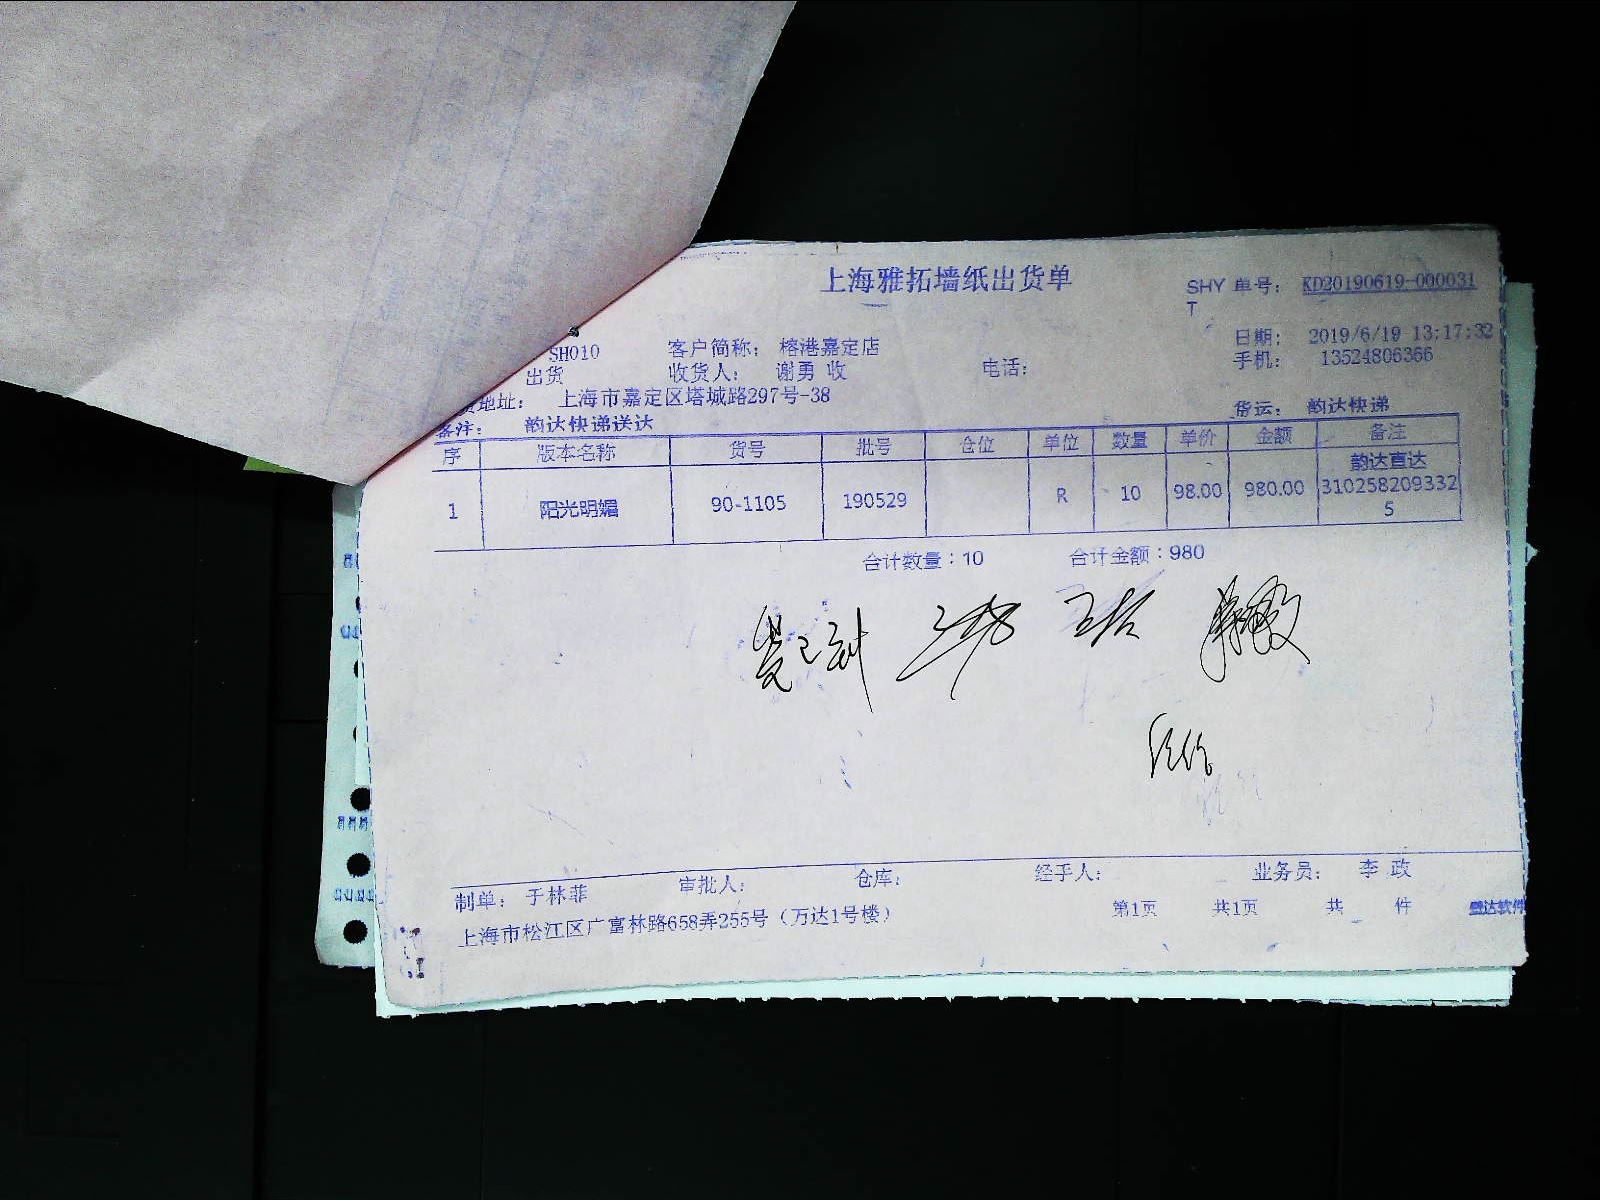 上海雅拓墙纸出货单
SHY 单号： KD20190619-000031
T
日期： 2019/6/19 13:17:32
SH010 客户简称： 榕港嘉定店
手机： 13524806366
出货 收货人： 谢勇 收 电话：
地址： 上海市嘉定区塔城路297号-38
货运： 韵达快递
备注： 韵达快递送达
序 版本名称 货号 批号 仓位 单位 数量 单价 金额 备注
1 阳光明媚 90-1105 190529 R 10 98.00 980.00 韵达直达
310258209332
5
合计数量：10 合计金额：980
制单： 于林菲 审批人： 仓库： 经手人： 业务员： 李 政
上海市松江区广富林路658弄255号（万达1号楼） 第1页 共1页 共 件